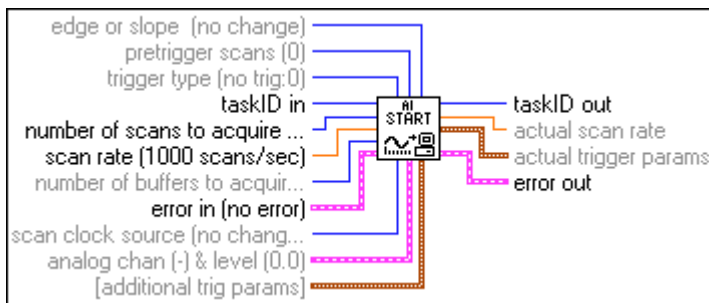 edge or slope (no change)
pretrigger scans (0)
trigger type (no trig:0)
taskID in
number of scans to acquire ...
scan rate (1000 scans/sec)
number of buffers to acquir...
error in (no error)
scan clock source (no chang...
analog chan (-) & level (0.0)
[additional trig params]
AI
START
taskID out
actual scan rate
actual trigger params
error out